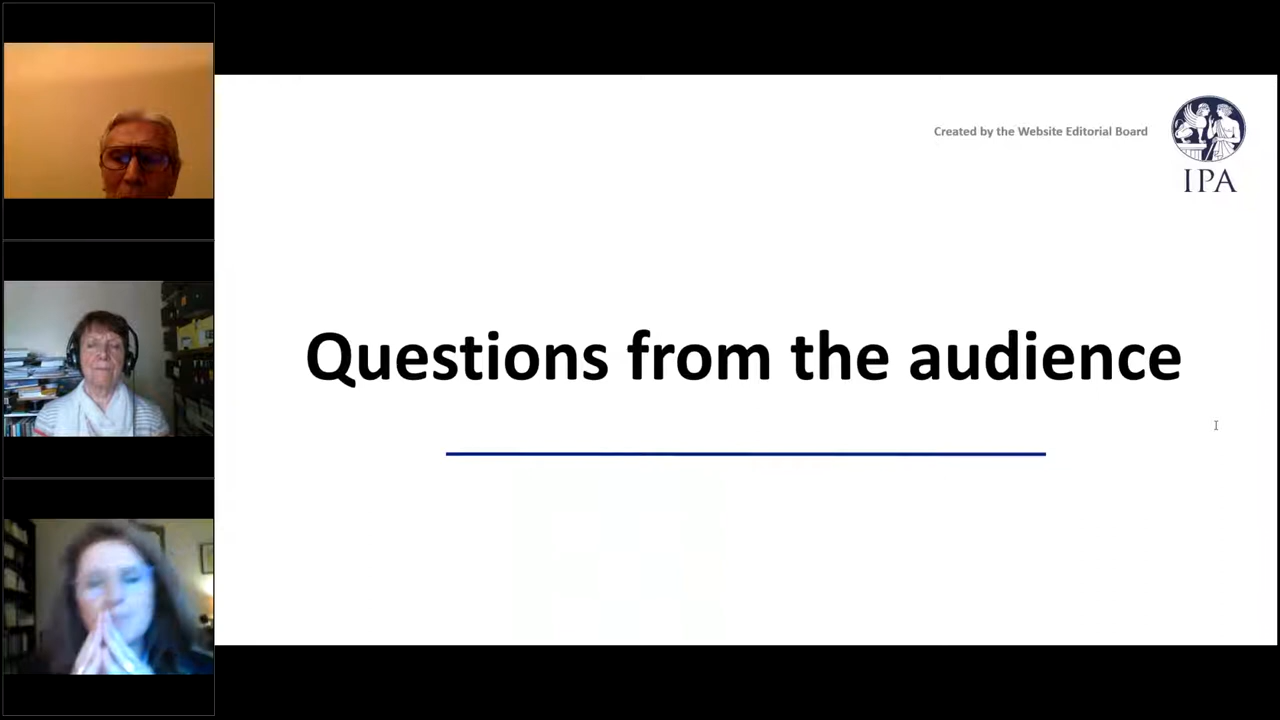 Created by the Website Editorial Board
IPA
Questions from the audience